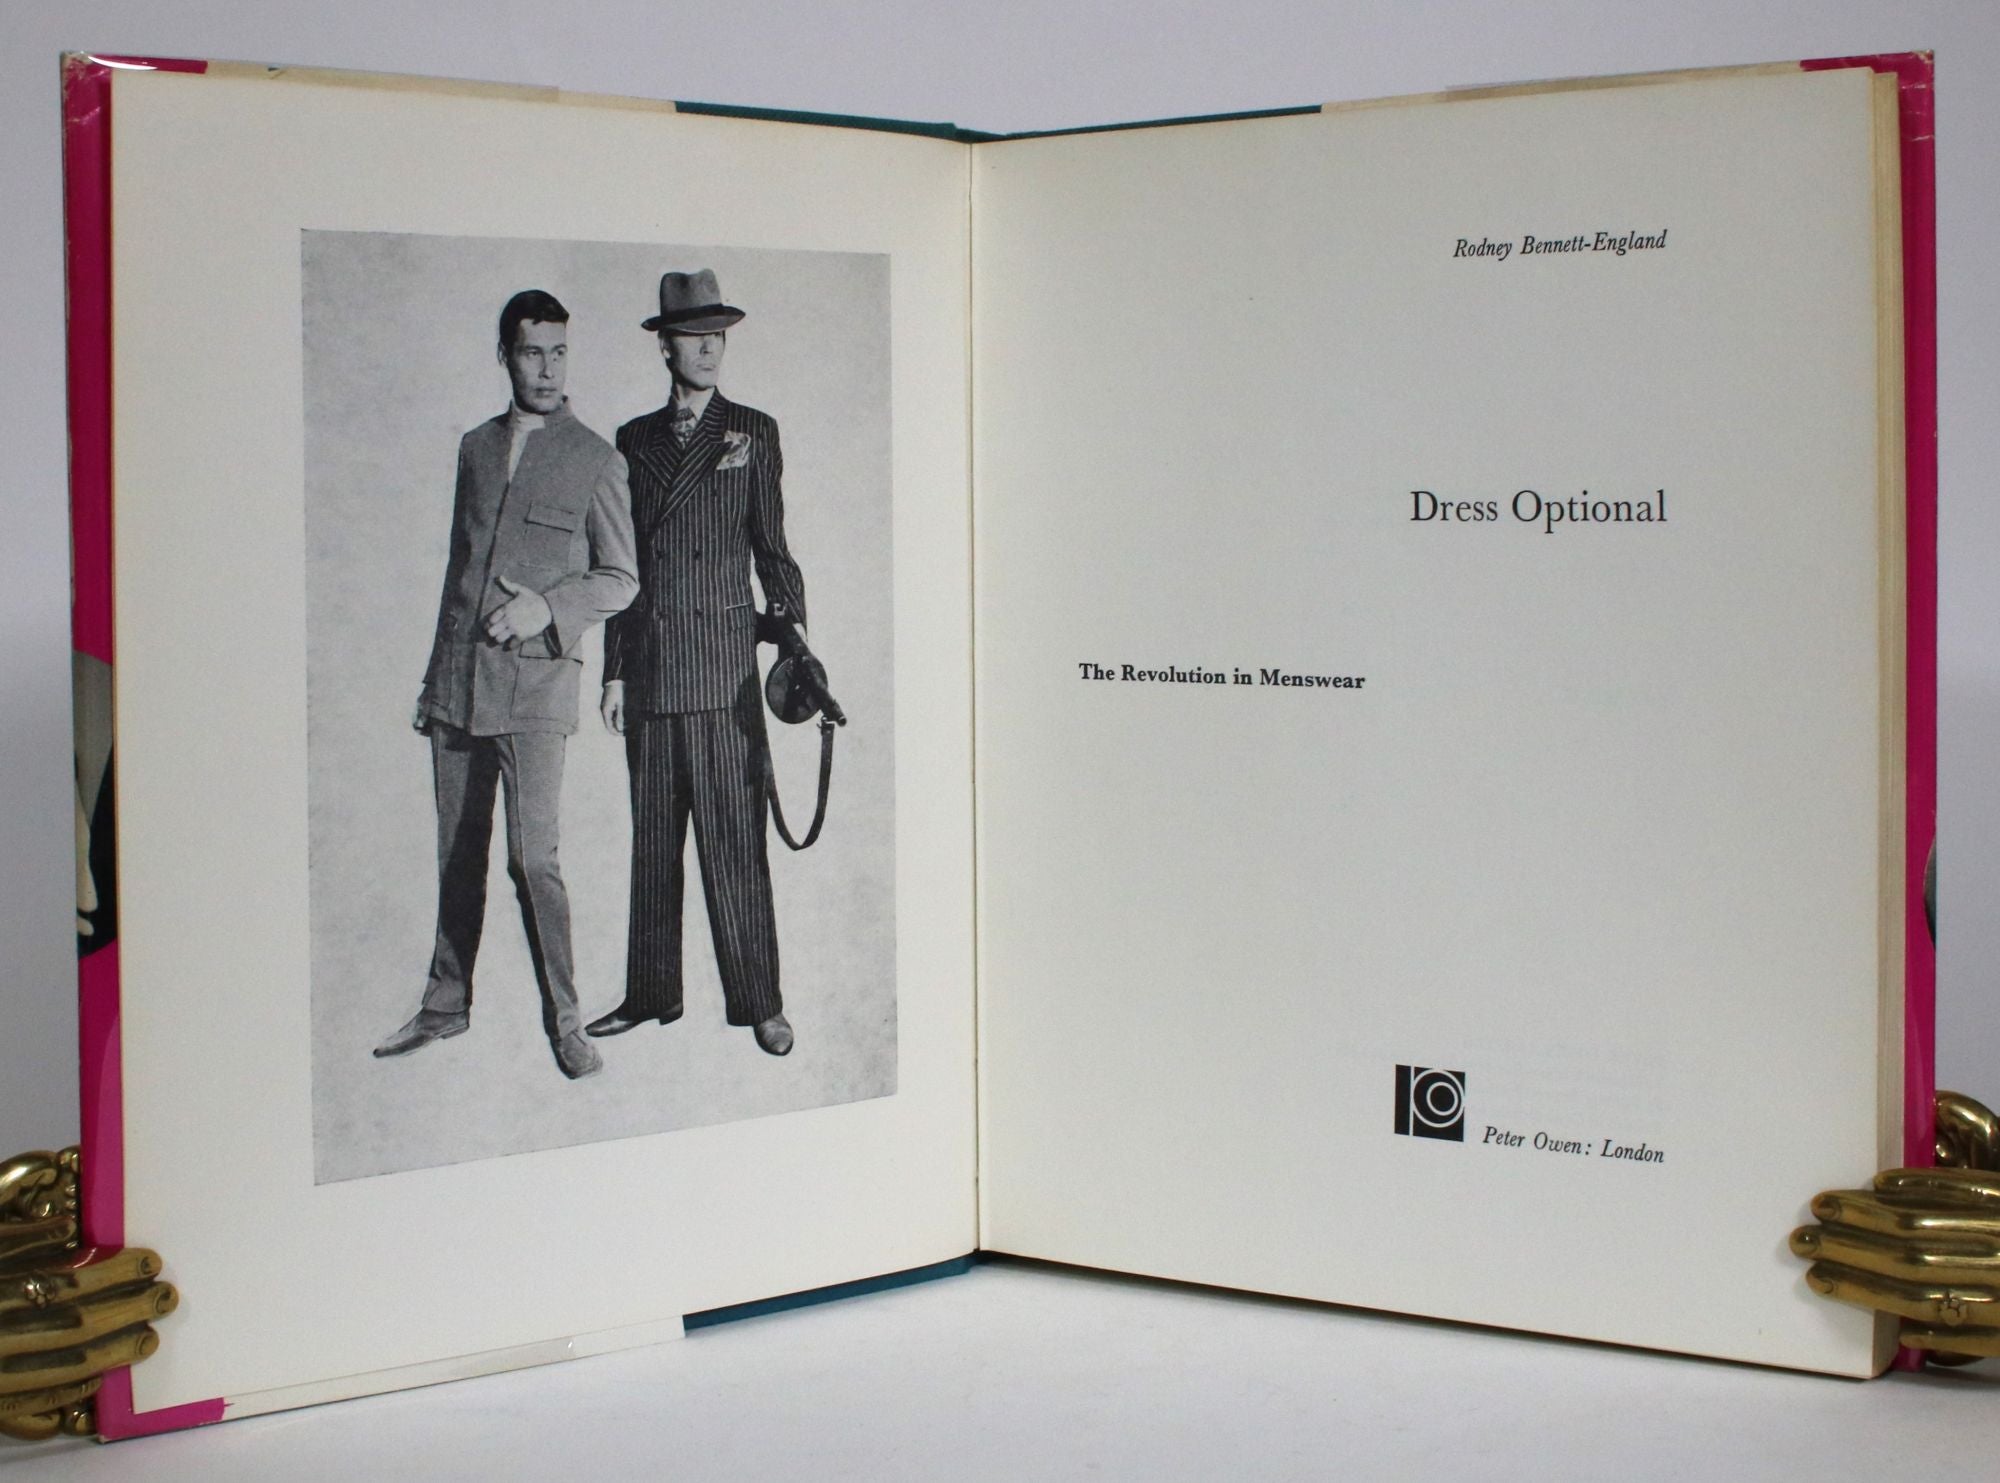 Rodney Bennett-England
Dress Optional
The Revolution in Menswear
Peter Owen: London